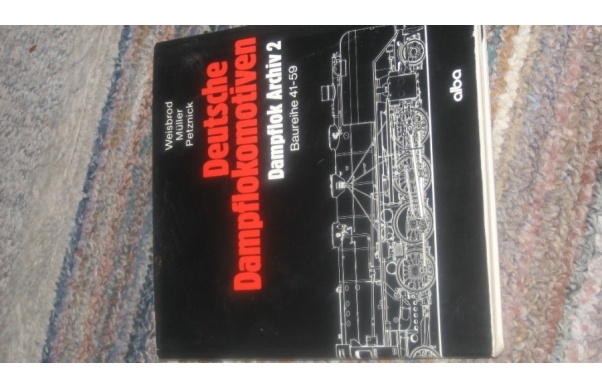 Weisbrod
Müller
Petznick
Deutsche
Dampflokomotiven
Dampflok Archiv 2
Baureihe 41-59
alba